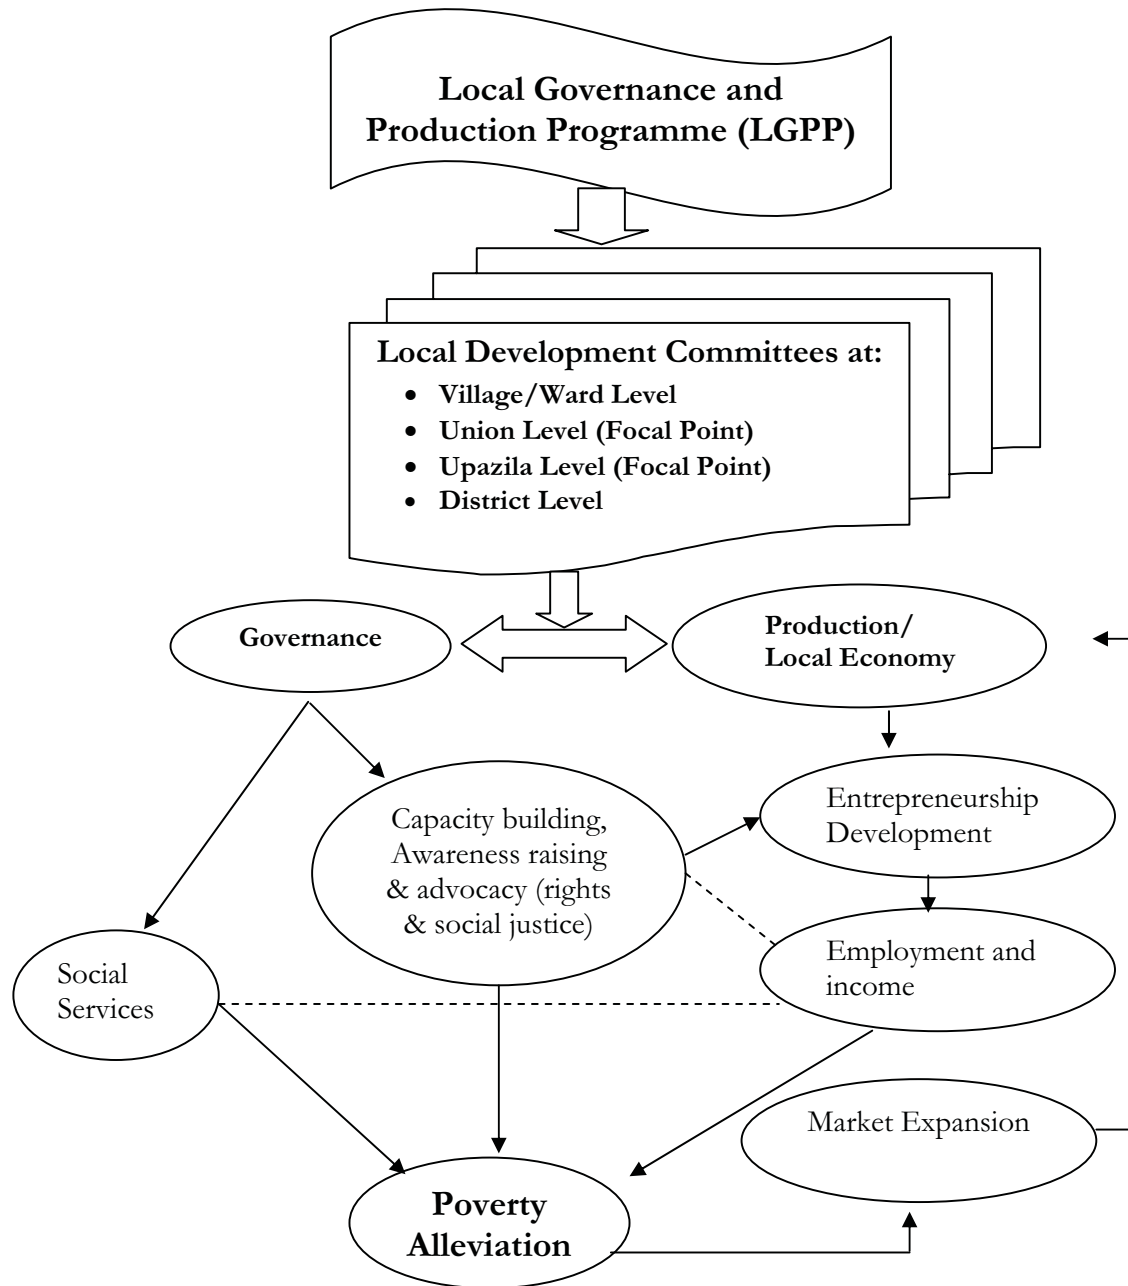 Local Governance and
Production Programme (LGPP)
Local Development Committees at:
• Village/Ward Level
• Union Level (Focal Point)
• Upazila Level (Focal Point)
• District Level
Governance
Production/
Local Economy
Capacity building,
Awareness raising
& advocacy (rights
& social justice)
Entrepreneurship
Development
Social
Services
Employment and
income
Market Expansion
Poverty
Alleviation